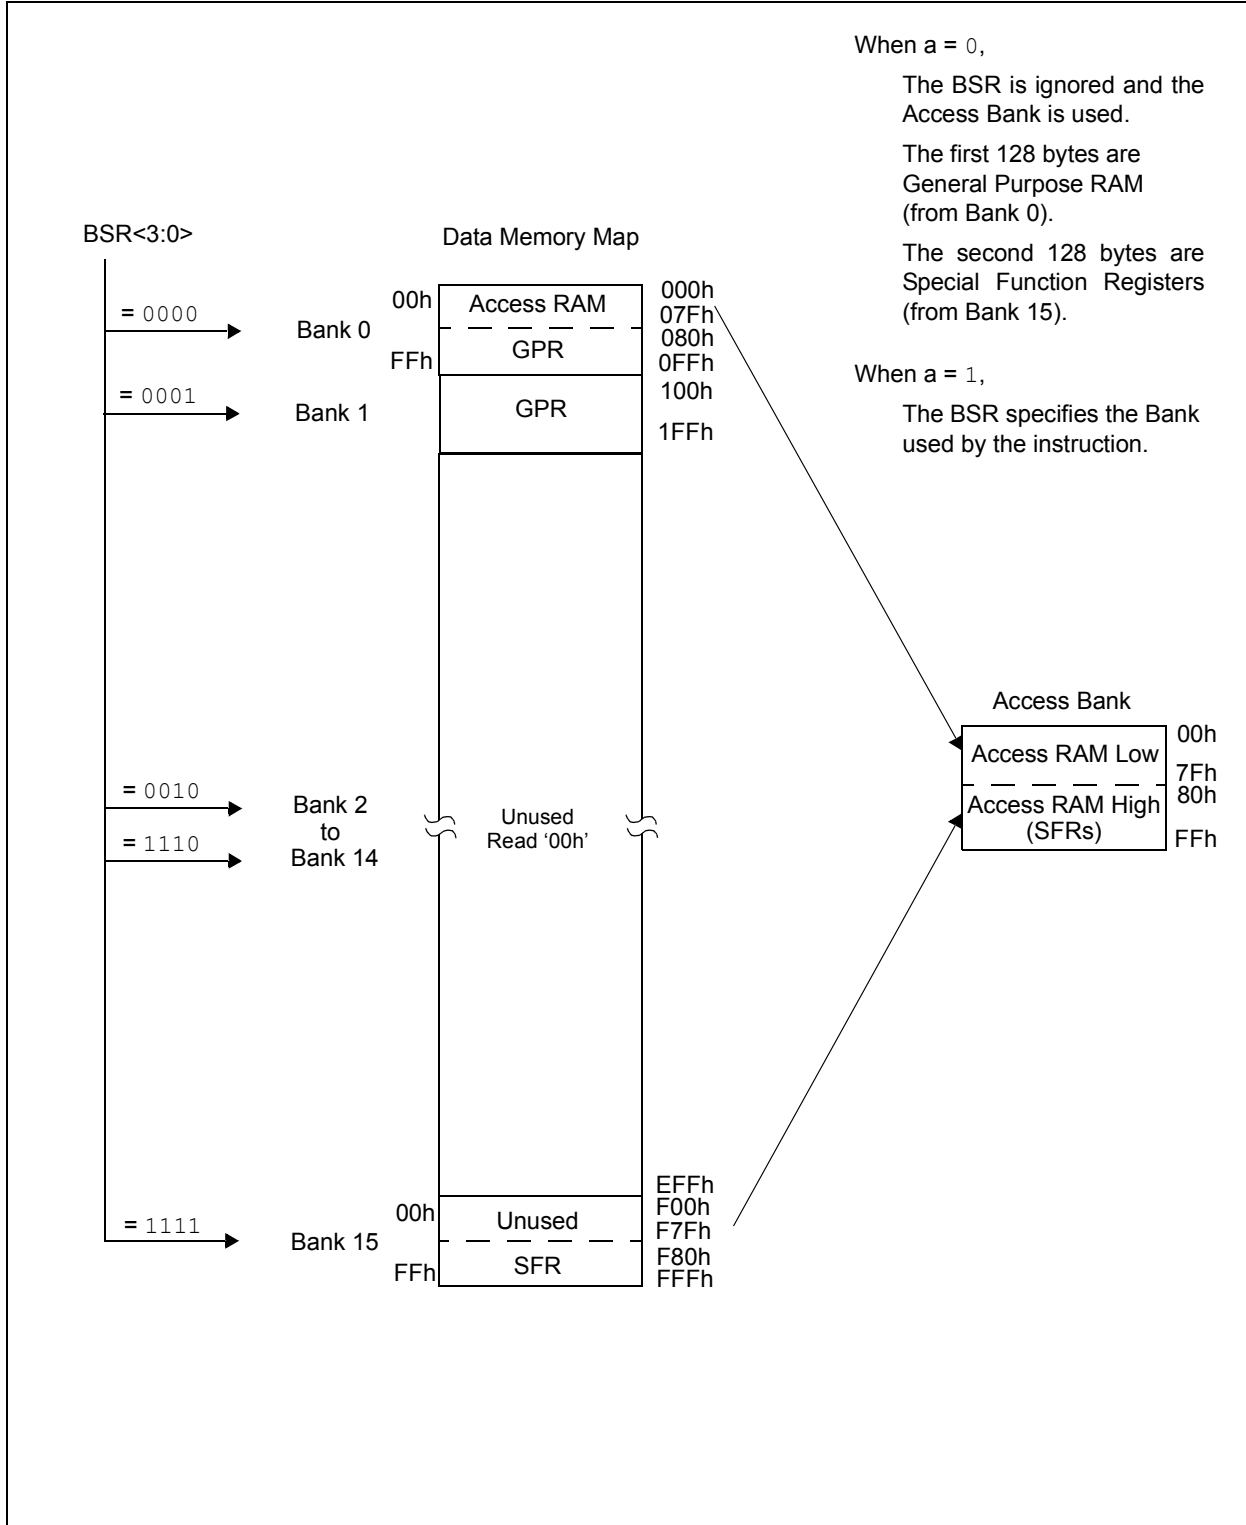 When a = 0,
The BSR is ignored and the
Access Bank is used.
The first 128 bytes are
General Purpose RAM
(from Bank 0).
The second 128 bytes are
Special Function Registers
(from Bank 15).
When a = 1,
The BSR specifies the Bank
used by the instruction.
BSR<3:0>
= 0000
= 0001
= 0010
= 1110
= 1111
Bank 0
Bank 1
Bank 2
to
Bank 14
Bank 15
Data Memory Map
00h
Access RAM
000h
07Fh
GPR
080h
FFh
0FFh
GPR
100h
1FFh
Unused
Read ‘00h’
EFFh
00h
Unused
F00h
F7Fh
SFR
F80h
FFh
FFFh
Access Bank
Access RAM Low
00h
7Fh
Access RAM High
(SFRs)
80h
FFh